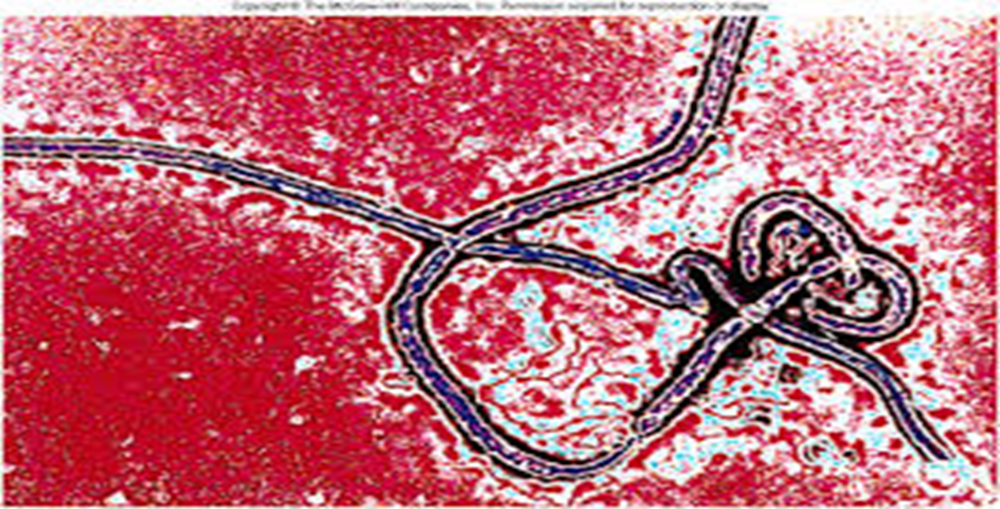 Copyright © The McGraw-Hill Companies, Inc. Permission required for reproduction or display.